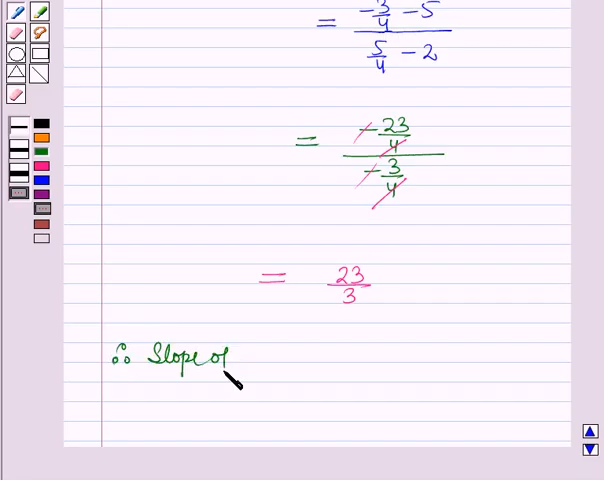 = (-3/4 - 5) / (5/4 - 2)
= (-23/4) / (-3/4)
= 23/3
∴ Slope of